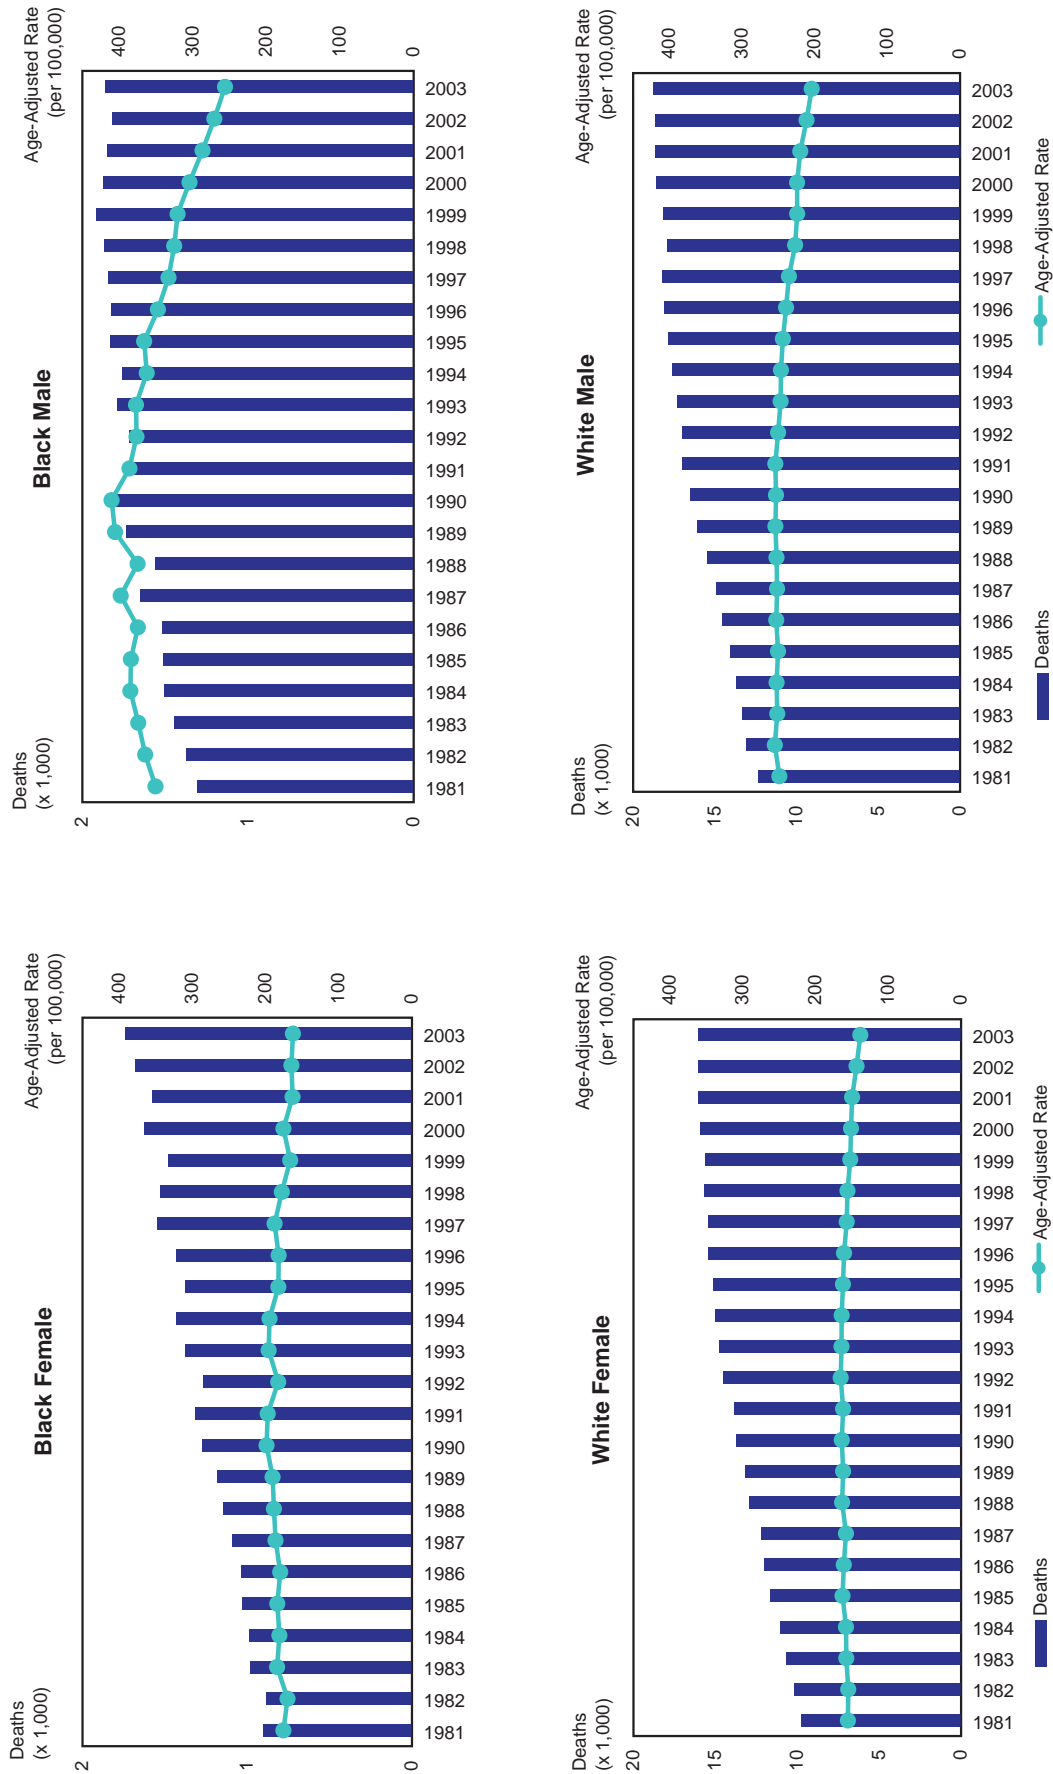 Black Female
Deaths
(x 1,000)
Age-Adjusted Rate
(per 100,000)
2
1
0
400
300
200
100
0
1981 1982 1983 1984 1985 1986 1987 1988 1989 1990 1991 1992 1993 1994 1995 1996 1997 1998 1999 2000 2001 2002 2003
Black Male
Deaths
(x 1,000)
Age-Adjusted Rate
(per 100,000)
2
1
0
400
300
200
100
0
1981 1982 1983 1984 1985 1986 1987 1988 1989 1990 1991 1992 1993 1994 1995 1996 1997 1998 1999 2000 2001 2002 2003
White Female
Deaths
(x 1,000)
Age-Adjusted Rate
((per 100,000)
20
15
10
5
0
400
300
200
100
0
1981 1982 1983 1984 1985 1986 1987 1988 1989 1990 1991 1992 1993 1994 1995 1996 1997 1998 1999 2000 2001 2002 2003
Deaths Age-Adjusted Rate
White Male
Deaths
(x 1,000)
Age-Adjusted Rate
(per 100,000)
20
15
10
5
0
400
300
200
100
0
1981 1982 1983 1984 1985 1986 1987 1988 1989 1990 1991 1992 1993 1994 1995 1996 1997 1998 1999 2000 2001 2002 2003
Deaths Age-Adjusted Rate